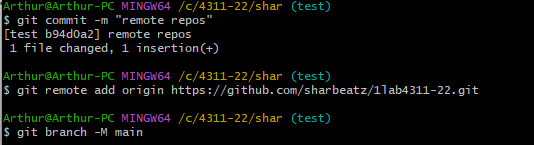 Arthur@Arthur-PC MINGW64 /c/4311-22/shar (test)
$ git commit -m "remote repos"
[test b94d0a2] remote repos
 1 file changed, 1 insertion(+)
Arthur@Arthur-PC MINGW64 /c/4311-22/shar (test)
$ git remote add origin https://github.com/sharbeatz/1lab4311-22.git
Arthur@Arthur-PC MINGW64 /c/4311-22/shar (test)
$ git branch -M main